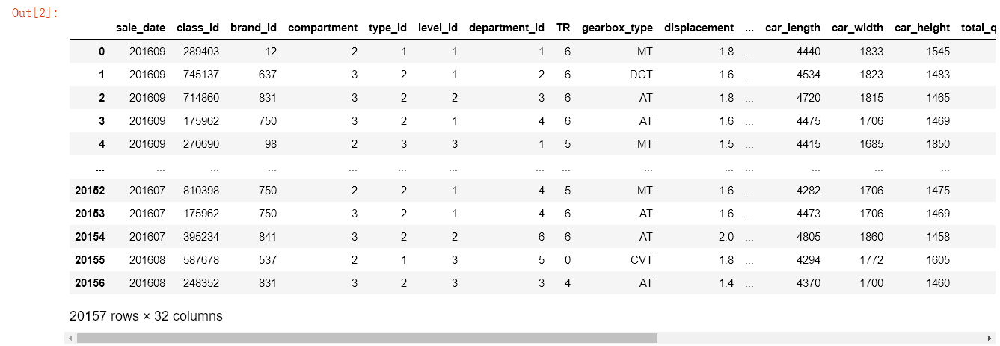 Out[2]:
sale_date class_id brand_id compartment type_id level_id department_id TR gearbox_type displacement ... car_length car_width car_height total_q
0 201609 289403 12 2 1 1 1 6 MT 1.8 ... 4440 1833 1545
1 201609 745137 637 3 2 1 2 6 DCT 1.6 ... 4534 1823 1483
2 201609 714860 831 3 2 2 3 6 AT 1.8 ... 4720 1815 1465
3 201609 175962 750 3 2 1 4 6 AT 1.6 ... 4475 1706 1469
4 201609 270690 98 2 3 3 1 5 MT 1.5 ... 4415 1685 1850
... ... ... ... ... ... ... ... ... ... ... ... ... ... ...
20152 201607 810398 750 2 2 1 4 5 MT 1.6 ... 4282 1706 1475
20153 201607 175962 750 3 2 1 4 6 AT 1.6 ... 4473 1706 1469
20154 201607 395234 841 3 2 2 6 6 AT 2.0 ... 4805 1860 1458
20155 201608 587678 537 2 1 3 5 0 CVT 1.8 ... 4294 1772 1605
20156 201608 248352 831 3 2 3 3 4 AT 1.4 ... 4370 1700 1460
20157 rows × 32 columns